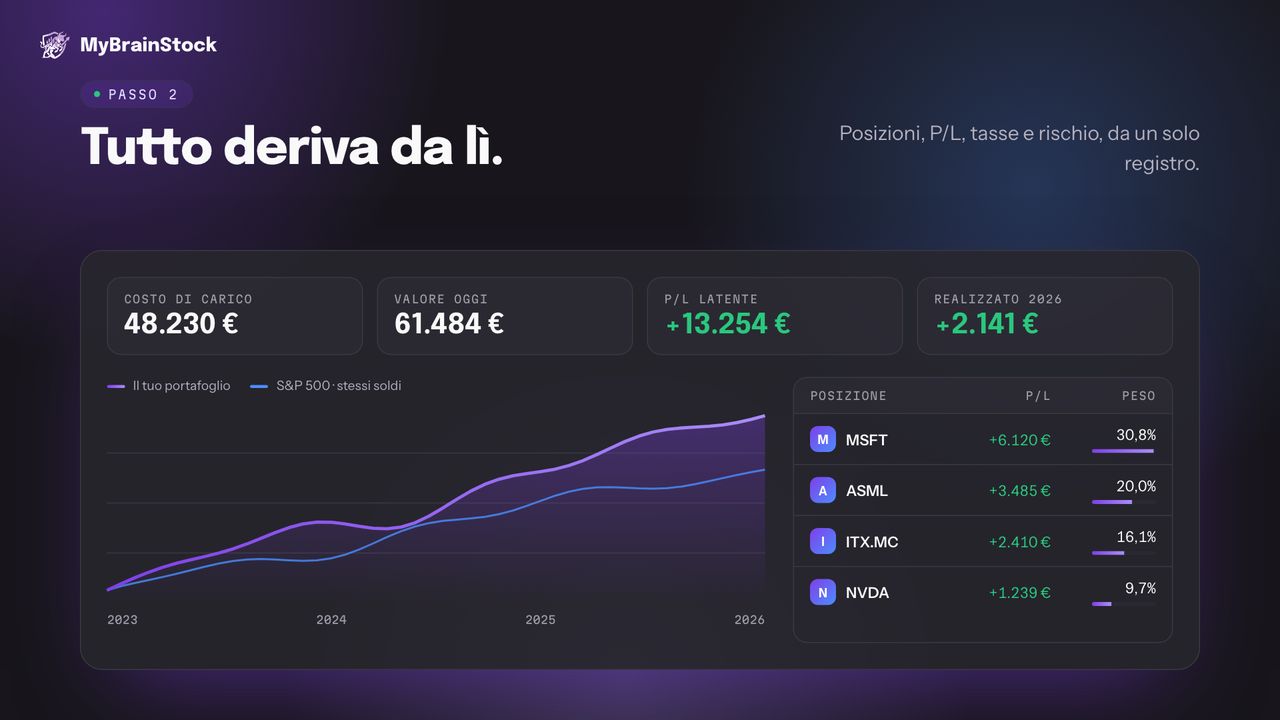 MyBrainStock
PASSO 2
Tutto deriva da lì.
Posizioni, P/L, tasse e rischio, da un solo
registro.
COSTO DI CARICO
48.230 €
VALORE OGGI
61.484 €
P/L LATENTE
+13.254 €
REALIZZATO 2026
+2.141 €
Il tuo portafoglio
S&P 500 · stessi soldi
2023
2024
2025
2026
POSIZIONE P/L PESO
M MSFT +6.120 € 30,8%
A ASML +3.485 € 20,0%
I ITX.MC +2.410 € 16,1%
N NVDA +1.239 € 9,7%